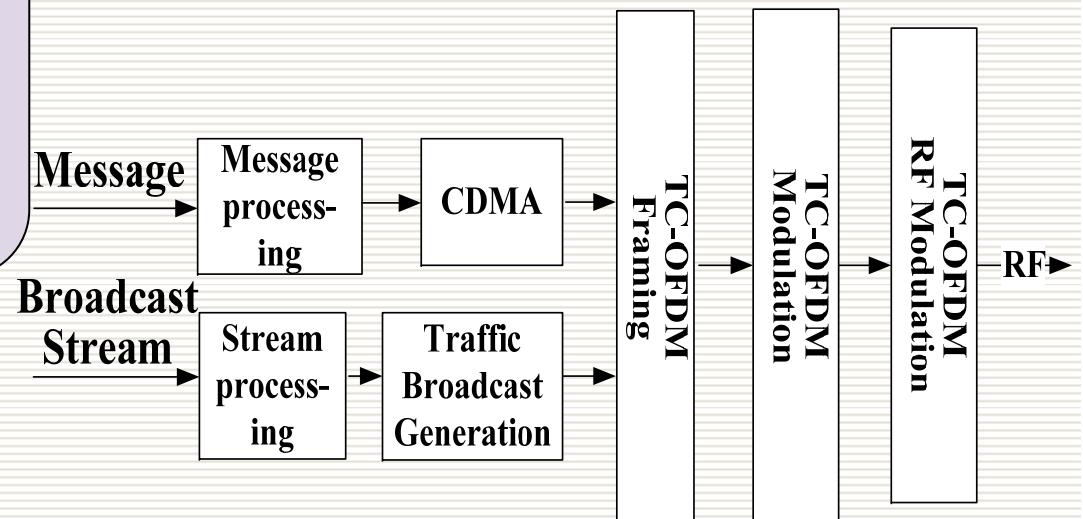 Message
Message
process-
ing
CDMA
Broadcast
Stream
Stream
process-
ing
Traffic
Broadcast
Generation
TC-OFDM
Framing
TC-OFDM
Modulation
TC-OFDM
RF Modulation
RF